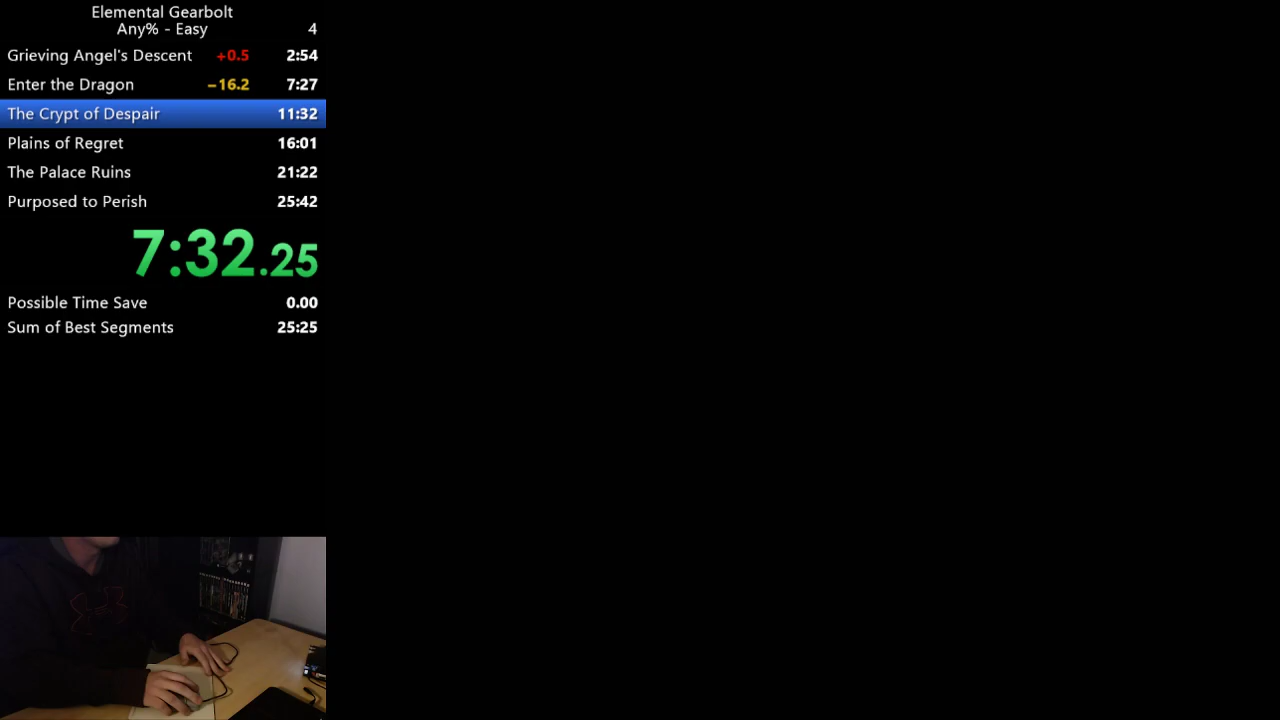 Elemental Gearbolt
Any% - Easy 4
Grieving Angel's Descent +0.5 2:54
Enter the Dragon −16.2 7:27
The Crypt of Despair 11:32
Plains of Regret 16:01
The Palace Ruins 21:22
Purposed to Perish 25:42
7:32.25
Possible Time Save 0.00
Sum of Best Segments 25:25